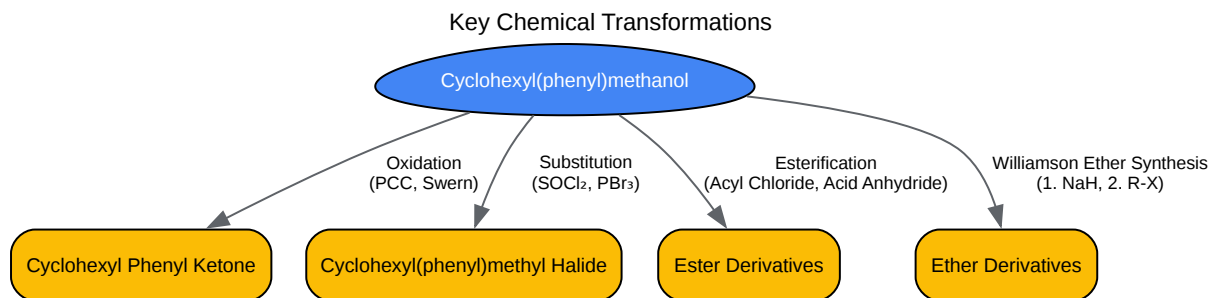 Key Chemical Transformations
Cyclohexyl(phenyl)methanol
Oxidation
(PCC, Swern)
Substitution
(SOCl₂, PBr₃)
Esterification
(Acyl Chloride, Acid Anhydride)
Williamson Ether Synthesis
(1. NaH, 2. R-X)
Cyclohexyl Phenyl Ketone
Cyclohexyl(phenyl)methyl Halide
Ester Derivatives
Ether Derivatives